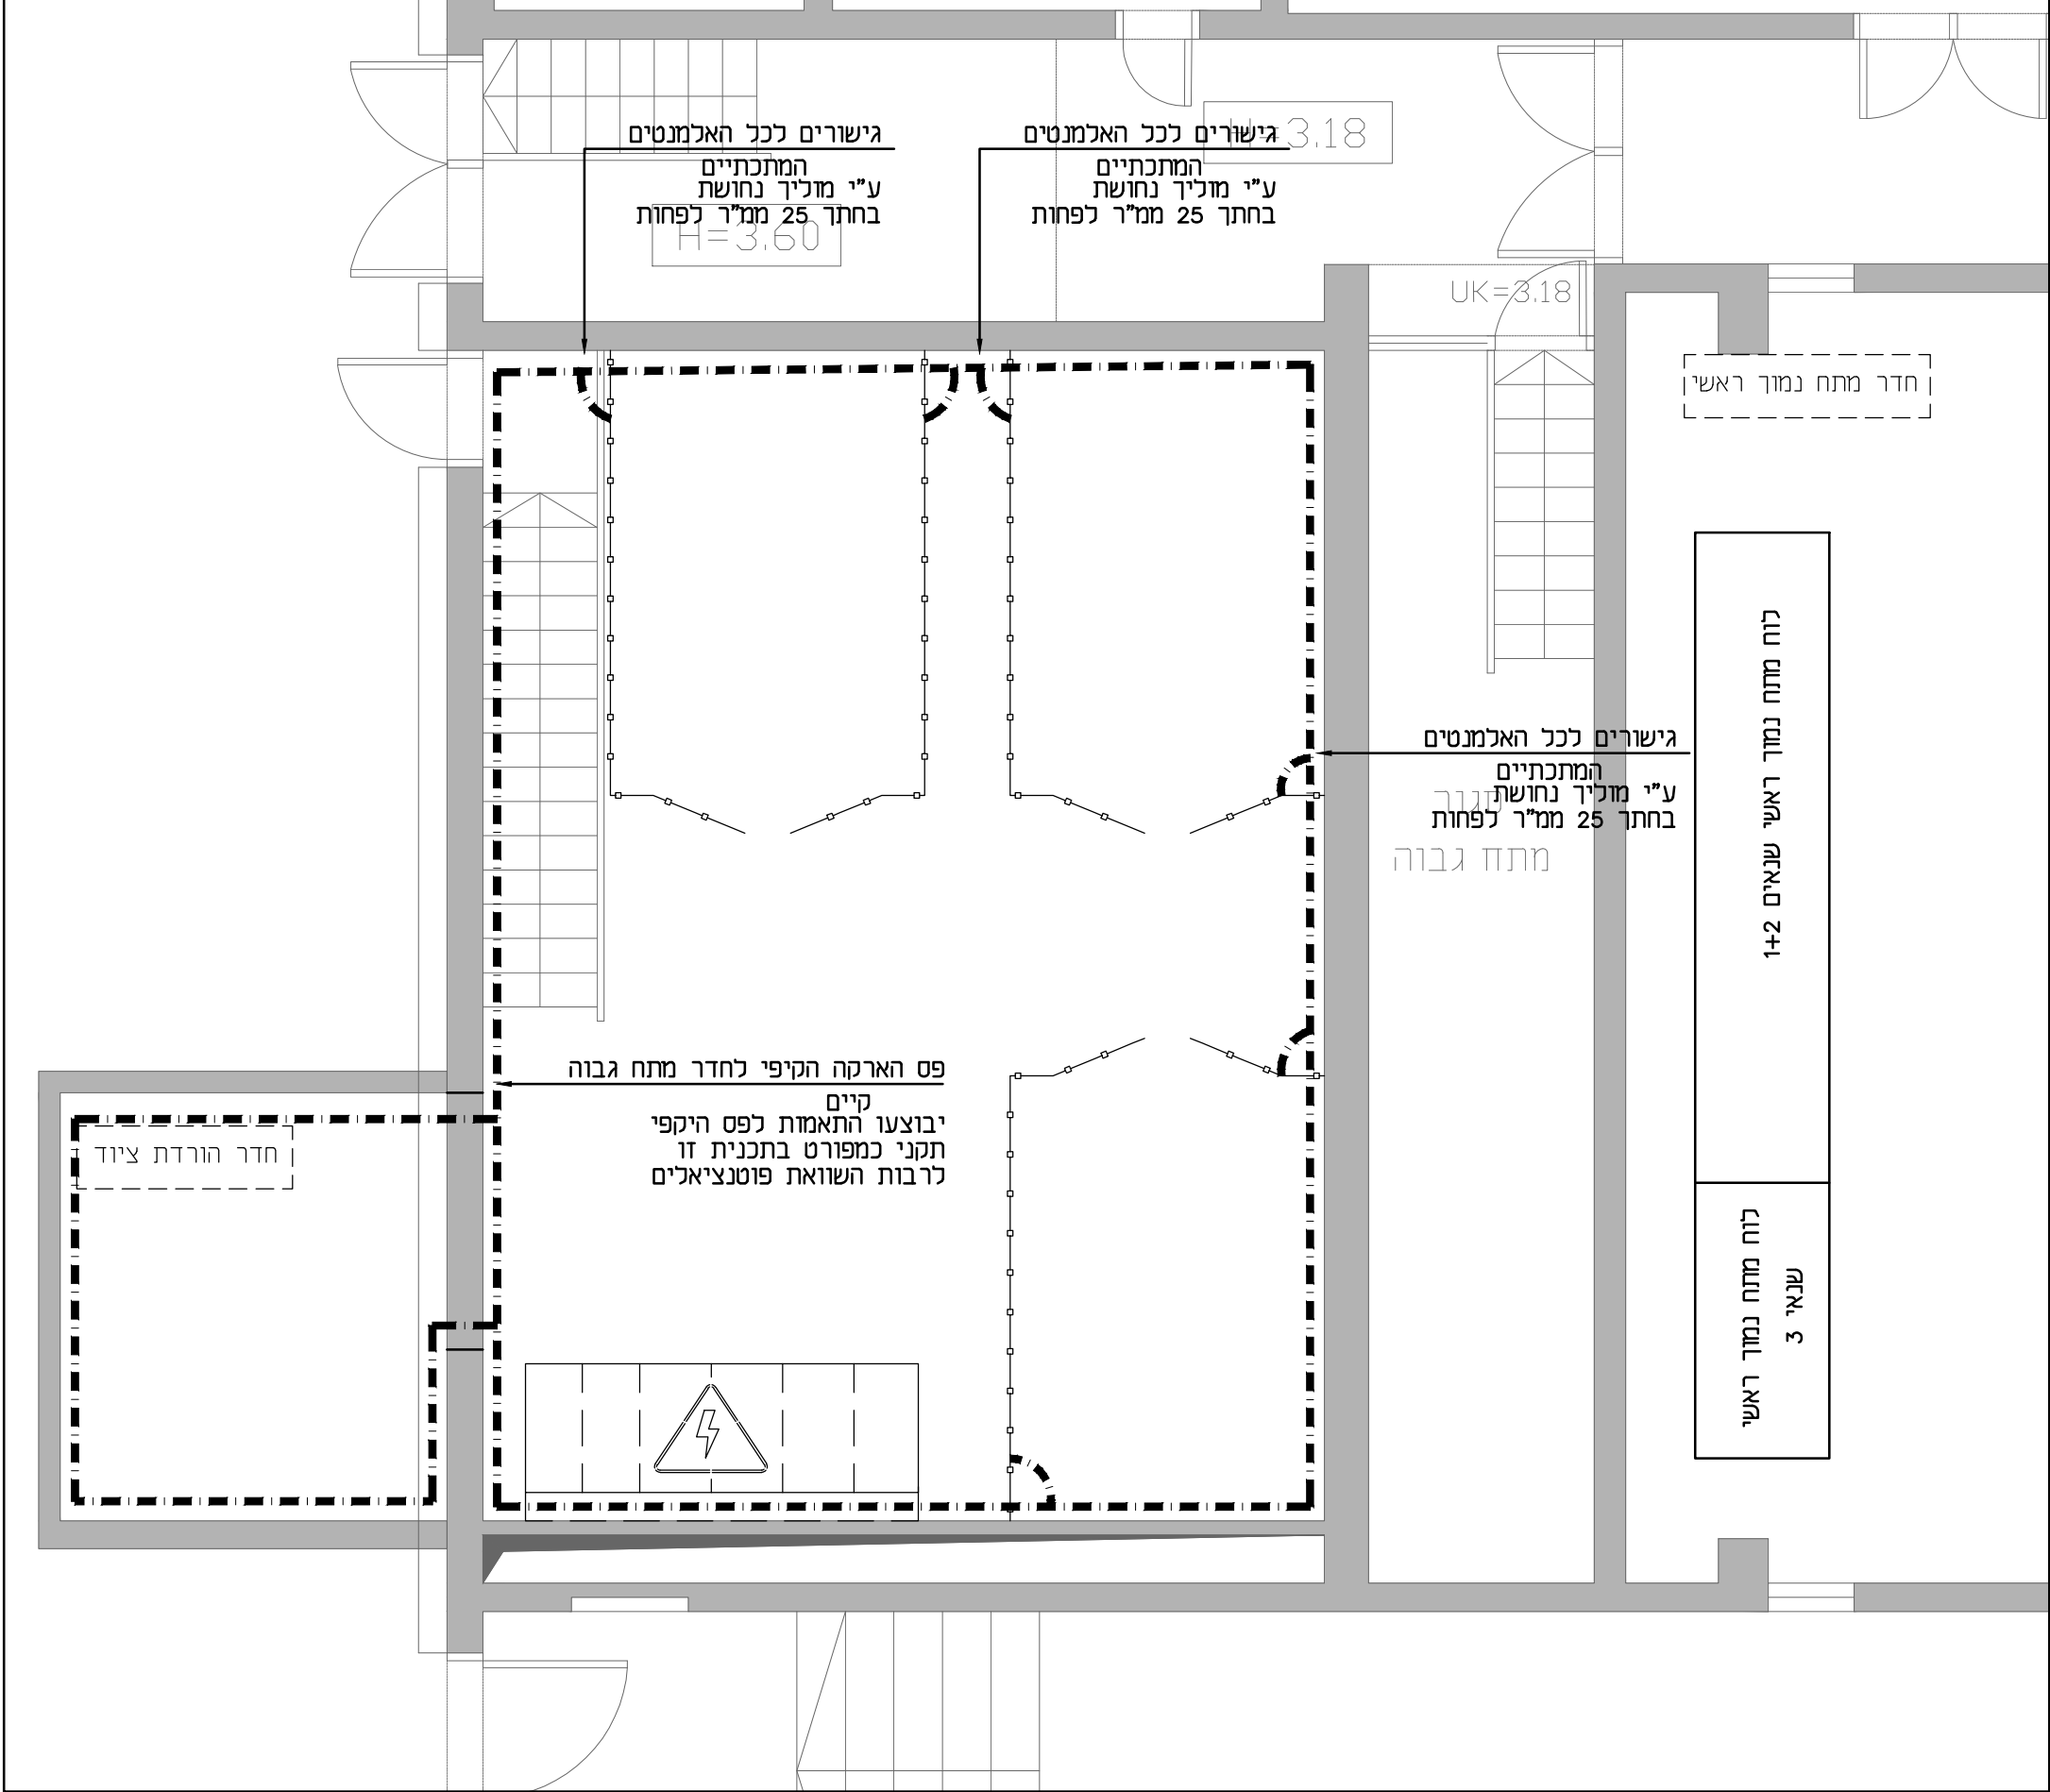 גישורים לכל האלמנטים
המתכתיים
ע"י מוליך נחושת
בחתך 25 ממ"ר לפחות
H=3.60
גישורים לכל האלמנטים
המתכתיים
ע"י מוליך נחושת
בחתך 25 ממ"ר לפחות
H=3.18
UK=3.18
חדר מתח נמוך ראשי
גישורים לכל האלמנטים
המתכתיים
ע"י מוליך נחושת
בחתך 25 ממ"ר לפחות
סגור
מתח גבוה
לוח מתח נמוך ראשי שנאים 1+2
לוח מתח נמוך ראשי
שנאי 3
פס הארקה הקיפי לחדר מתח גבוה
קיים
יבוצעו התאמות לפס היקפי
תקני כמפורט בתכנית זו
לרבות השוואת פוטנציאלים
חדר הורדת ציוד